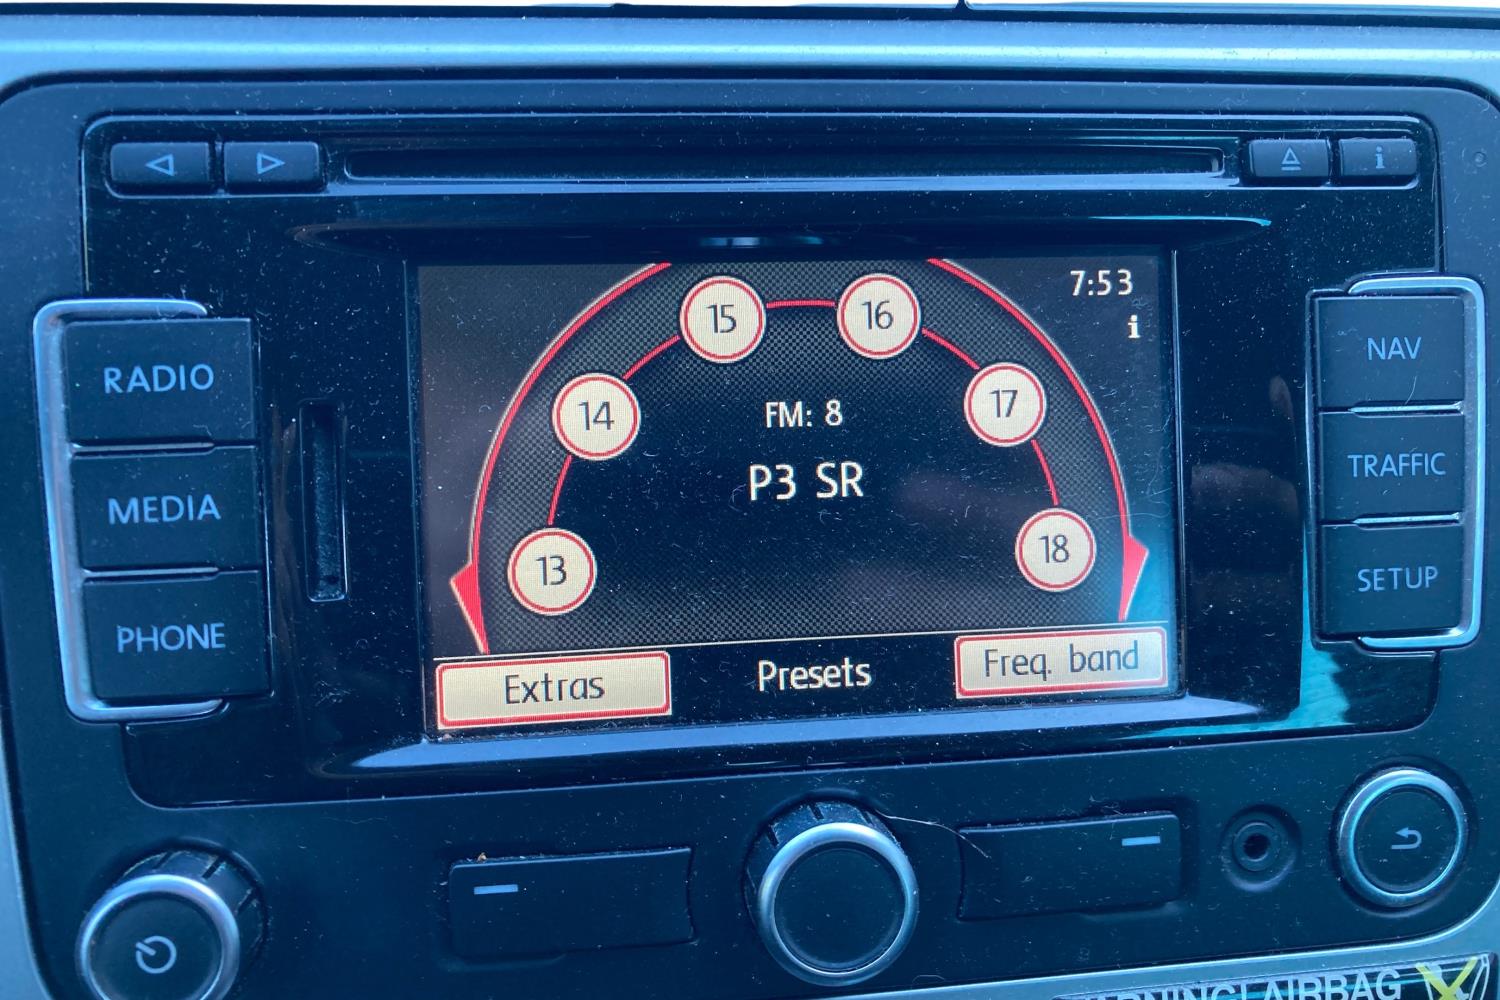 i
7:53
i
15
16
14
17
FM: 8
P3 SR
13
18
Extras
Presets
Freq. band
RADIO
MEDIA
PHONE
NAV
TRAFFIC
SETUP
AIRBAG